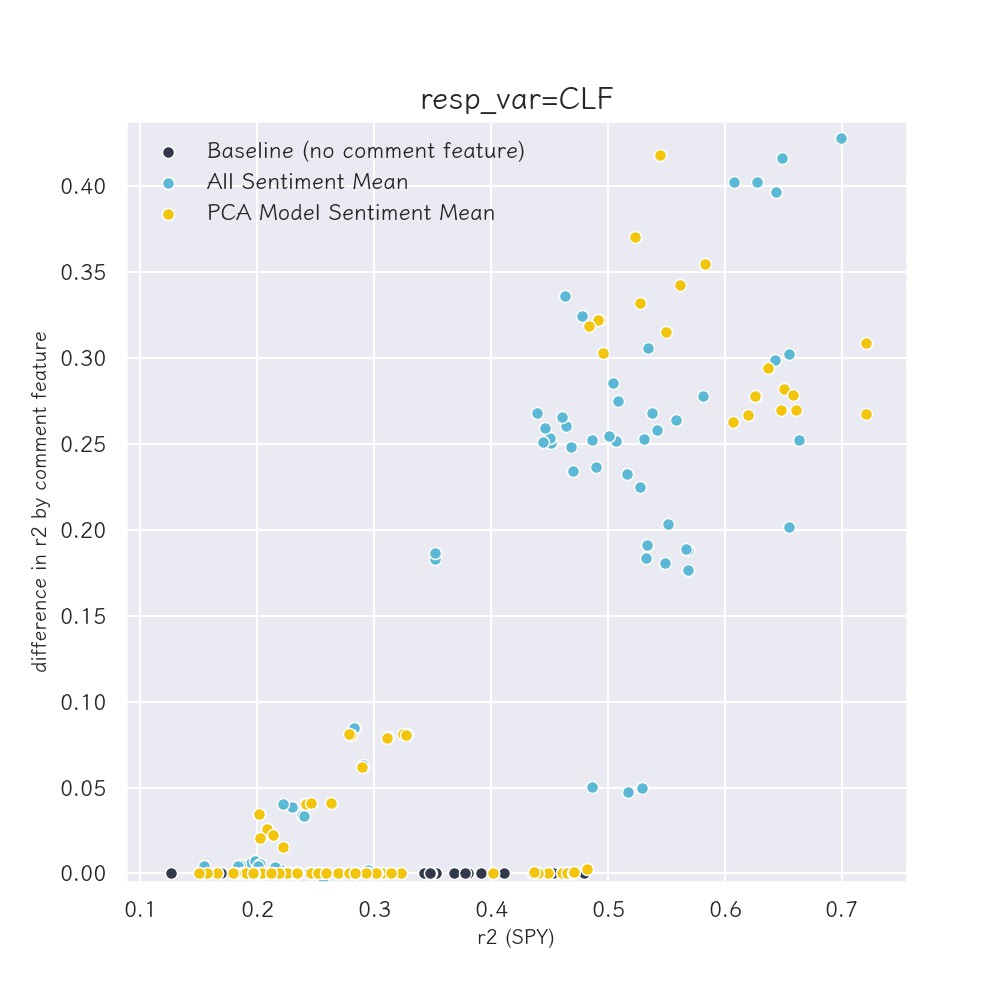 resp_var=CLF
Baseline (no comment feature)
All Sentiment Mean
PCA Model Sentiment Mean
difference in r2 by comment feature
0.40
0.35
0.30
0.25
0.20
0.15
0.10
0.05
0.00
0.1 0.2 0.3 0.4 0.5 0.6 0.7
r2 (SPY)